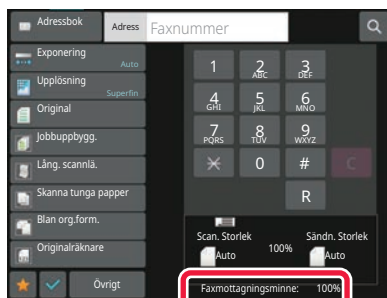 Adressbok
Adress
Faxnummer
Exponering
Auto
Upplösning
Superfin
Original
Jobbuppbygg.
Lång. scannlä.
Skanna tunga papper
Blan org.form.
Originalräknare
Övrigt
1
2 ABC
3 DEF
4 GHI
5 JKL
6 MNO
7 PQRS
8 TUV
9 WXYZ
0
#
C
R
Scan. Storlek
100%
Sändn. Storlek
Auto
Auto
Faxmottagningsminne: 100%